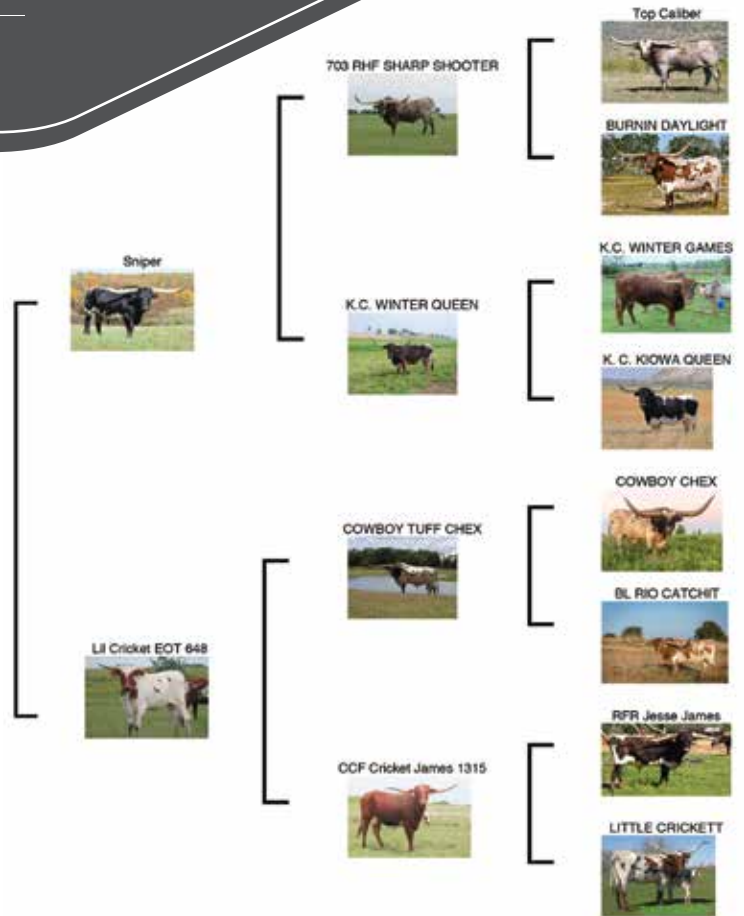 Top Caliber
703 RHF SHARP SHOOTER
BURNIN DAYLIGHT
Sniper
K.C. WINTER GAMES
K.C. WINTER QUEEN
K. C. KIOWA QUEEN
COWBOY CHEX
COWBOY TUFF CHEX
BL RIO CATCHIT
Lil Cricket EOT 648
RFR Jesse James
CCF Cricket James 1315
LITTLE CRICKETT